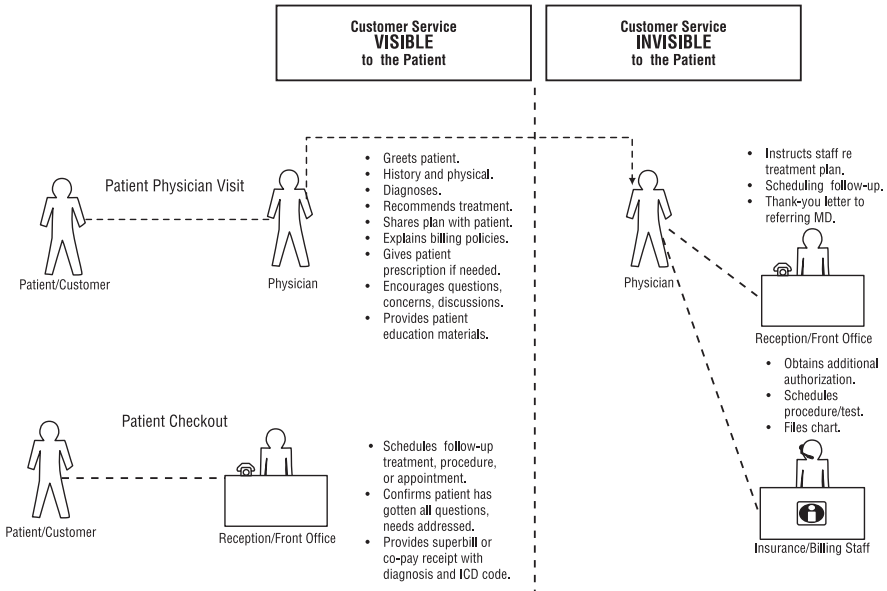 Customer Service
VISIBLE
to the Patient
Customer Service
INVISIBLE
to the Patient
Patient Physician Visit
Patient/Customer
Physician
• Greets patient.
• History and physical.
• Diagnoses.
• Recommends treatment.
• Shares plan with patient.
• Explains billing policies.
• Gives patient
prescription if needed.
• Encourages questions,
concerns, discussions.
• Provides patient
education materials.
Physician
• Instructs staff re
treatment plan.
• Scheduling follow-up.
• Thank-you letter to
referring MD.
Reception/Front Office
• Obtains additional
authorization.
• Schedules
procedure/test.
• Files chart.
Insurance/Billing Staff
Patient Checkout
Patient/Customer
Reception/Front Office
• Schedules follow-up
treatment, procedure,
or appointment.
• Confirms patient has
gotten all questions,
needs addressed.
• Provides superbill or
co-pay receipt with
diagnosis and ICD code.